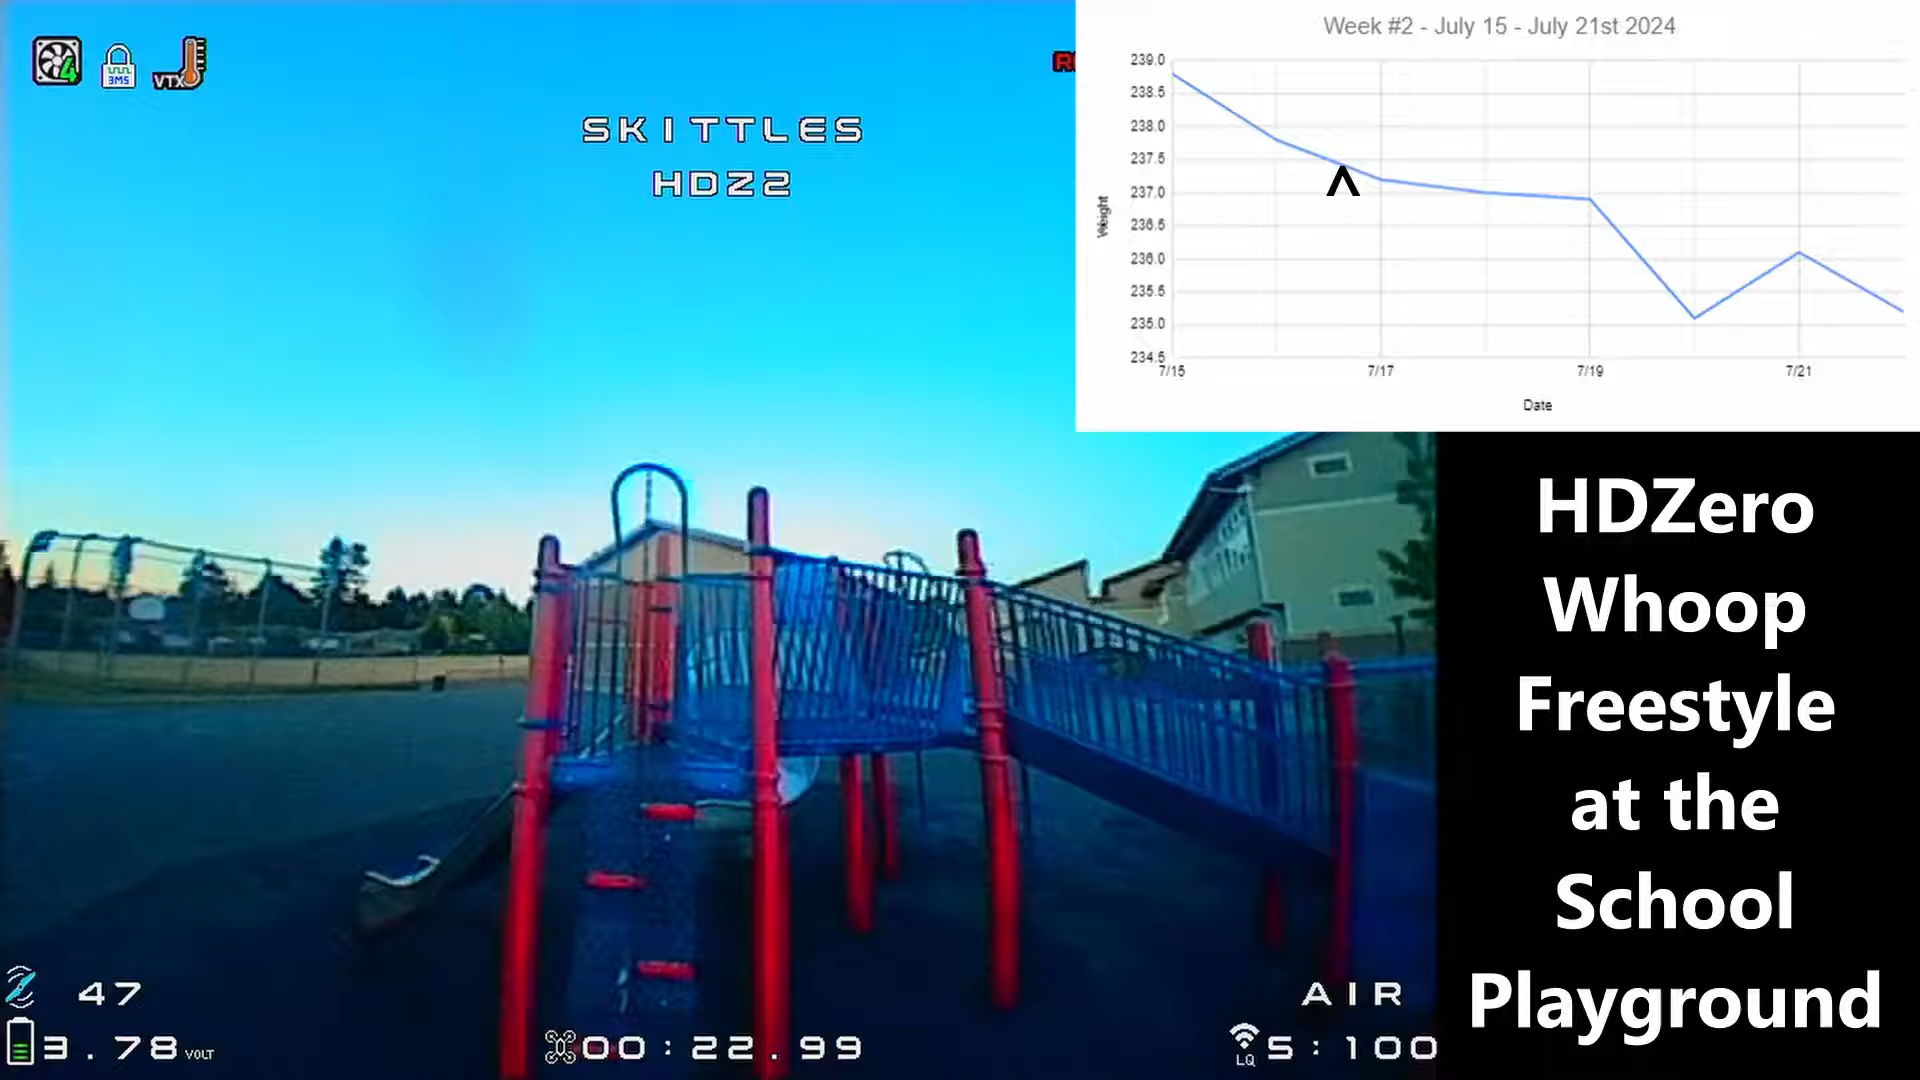 4
3MS
VTX
SKITTLES
HDZ2
Week #2 - July 15 - July 21st 2024
239.0
238.5
238.0
237.5
237.0
236.5
236.0
235.5
235.0
234.5
Weight
^
7/15 7/17 7/19 7/21
Date
HDZero
Whoop
Freestyle
at the
School
Playground
47
AIR
3.78 VOLT
00:22.99
LQ 5:100